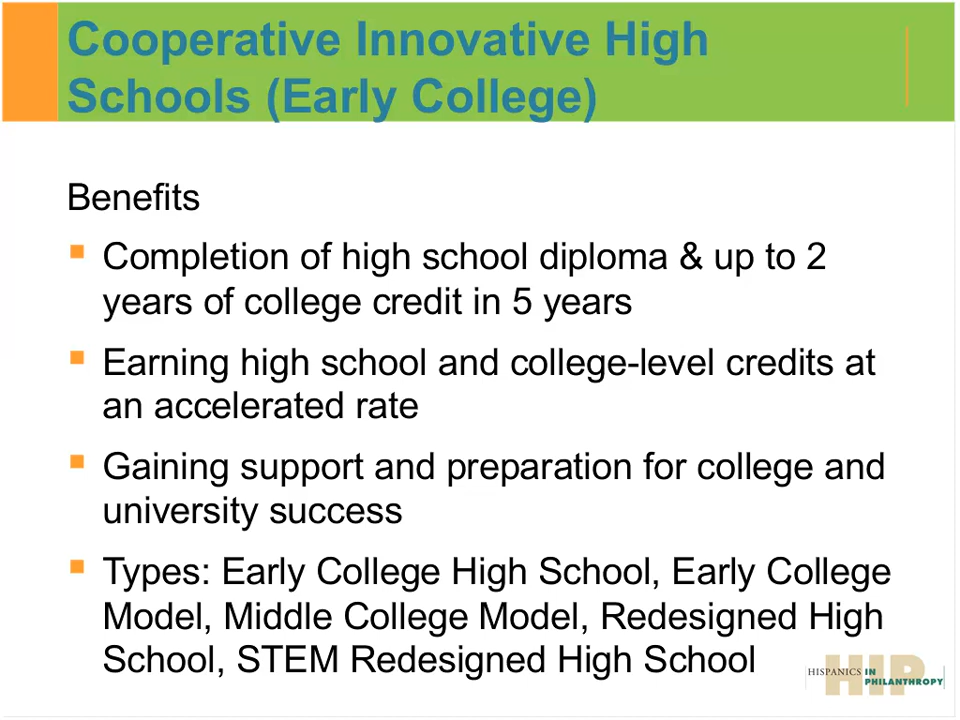 Cooperative Innovative High
Schools (Early College)
Benefits
Completion of high school diploma & up to 2
years of college credit in 5 years
Earning high school and college-level credits at
an accelerated rate
Gaining support and preparation for college and
university success
Types: Early College High School, Early College
Model, Middle College Model, Redesigned High
School, STEM Redesigned High School
HIP
HISPANICS IN
PHILANTHROPY